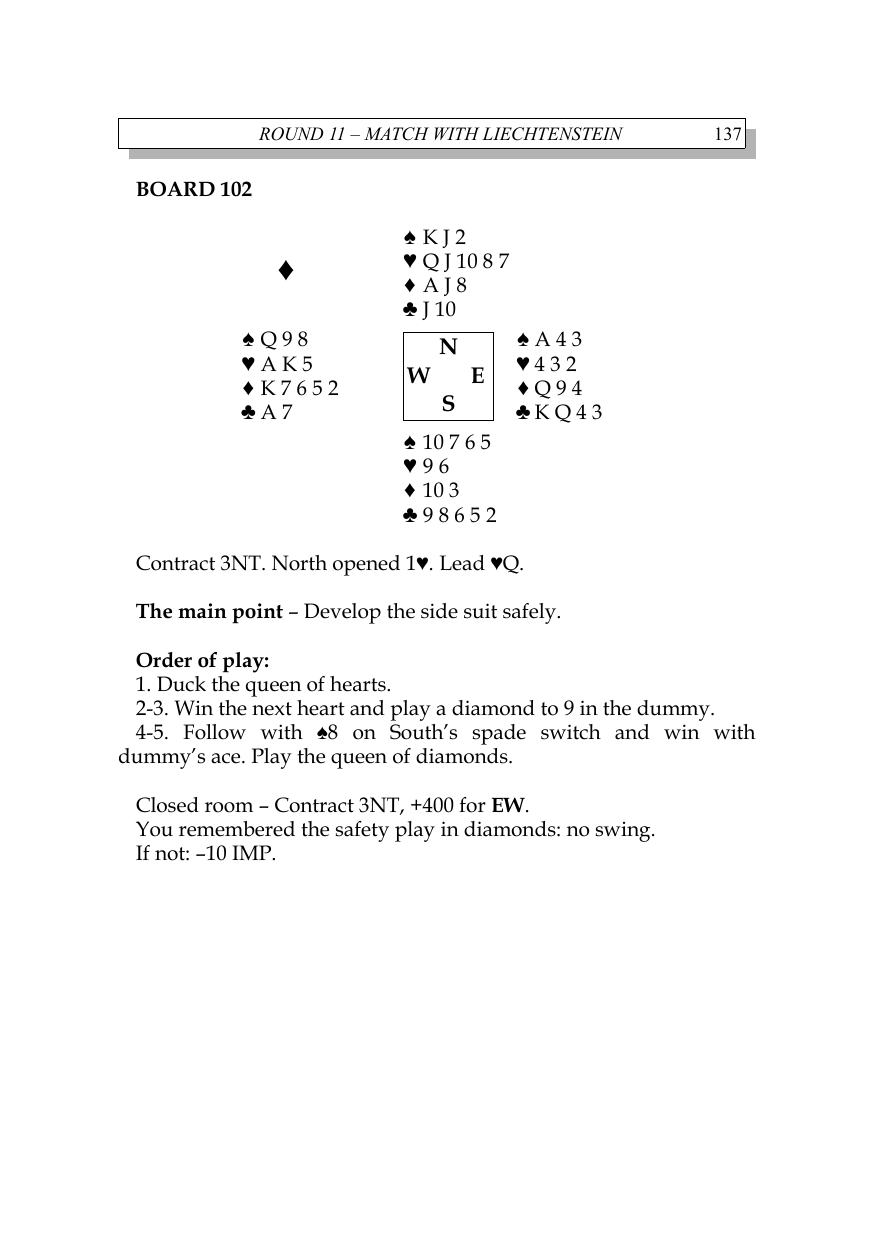 ROUND 11 – MATCH WITH LIECHTENSTEIN 137
BOARD 102
♦
♠ K J 2
♥ Q J 10 8 7
♦ A J 8
♣ J 10
♠ Q 9 8
♥ A K 5
♦ K 7 6 5 2
♣ A 7
N
W E
S
♠ A 4 3
♥ 4 3 2
♦ Q 9 4
♣ K Q 4 3
♠ 10 7 6 5
♥ 9 6
♦ 10 3
♣ 9 8 6 5 2
Contract 3NT. North opened 1♥. Lead ♥Q.
The main point – Develop the side suit safely.
Order of play:
1. Duck the queen of hearts.
2-3. Win the next heart and play a diamond to 9 in the dummy.
4-5. Follow with ♠8 on South’s spade switch and win with
dummy’s ace. Play the queen of diamonds.
Closed room – Contract 3NT, +400 for EW.
You remembered the safety play in diamonds: no swing.
If not: –10 IMP.